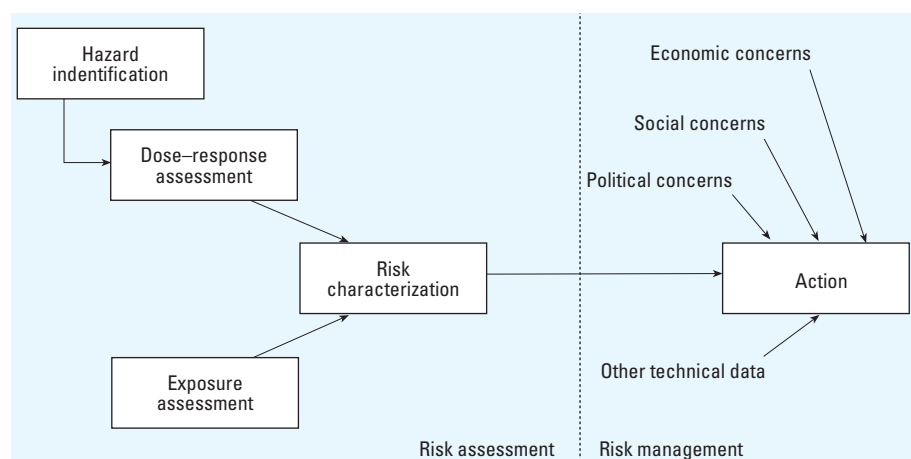 Hazard
indentification
Dose–response
assessment
Risk
characterization
Exposure
assessment
Risk assessment
Economic concerns
Social concerns
Political concerns
Action
Other technical data
Risk management